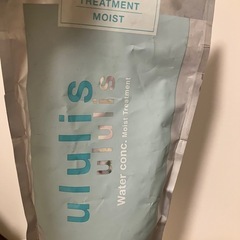 TREATMENT
MOIST
ululis
ululis
Water conc. Moist Treatment